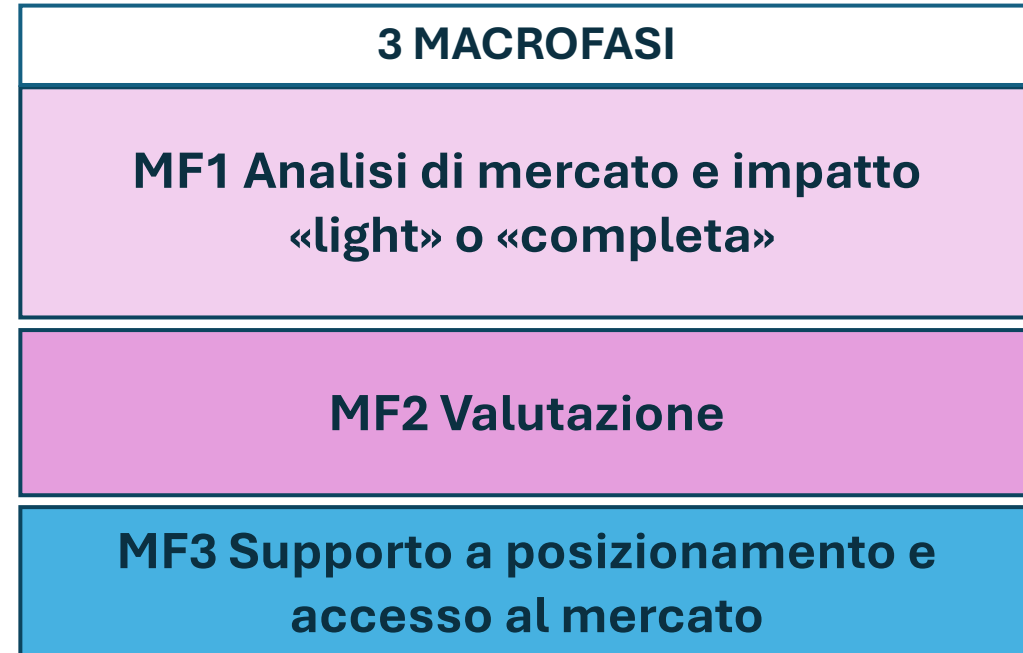 3 MACROFASI
MF1 Analisi di mercato e impatto
«light» o «completa»
MF2 Valutazione
MF3 Supporto a posizionamento e
accesso al mercato